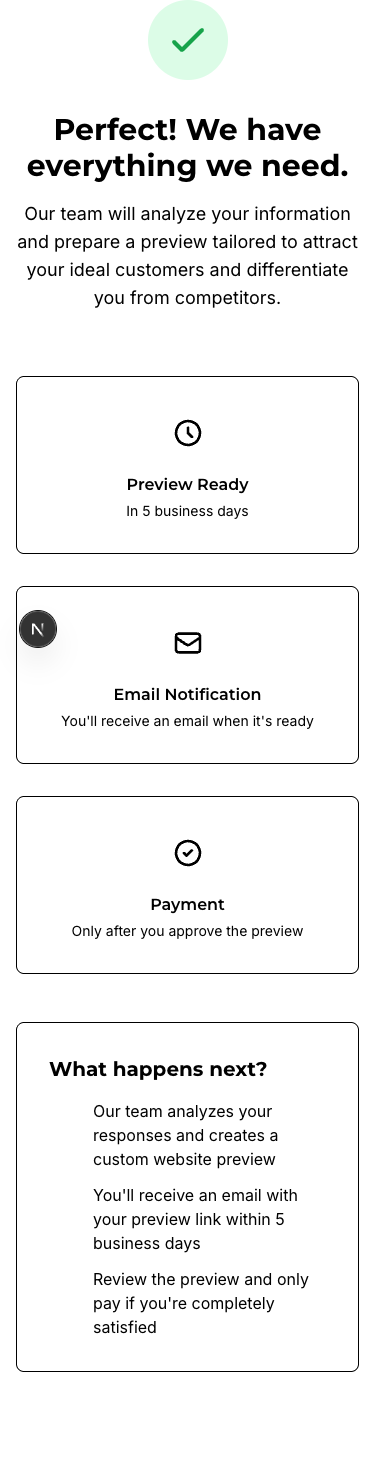 Perfect! We have
everything we need.
Our team will analyze your information
and prepare a preview tailored to attract
your ideal customers and differentiate
you from competitors.
Preview Ready
In 5 business days
N
Email Notification
You'll receive an email when it's ready
Payment
Only after you approve the preview
What happens next?
Our team analyzes your
responses and creates a
custom website preview
You'll receive an email with
your preview link within 5
business days
Review the preview and only
pay if you're completely
satisfied